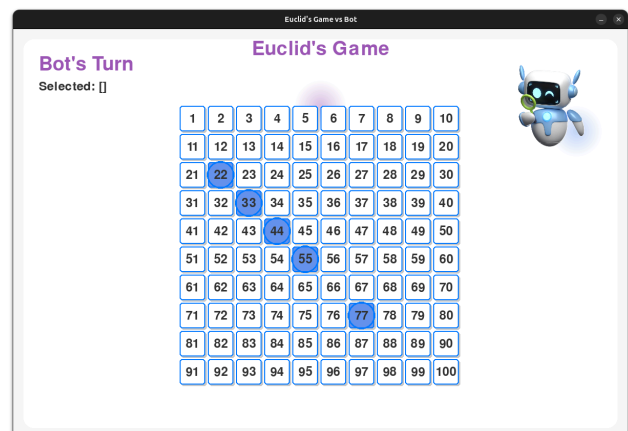 Euclid's Game vs Bot
Euclid's Game
Bot's Turn
Selected: []
1 2 3 4 5 6 7 8 9 10
11 12 13 14 15 16 17 18 19 20
21 22 23 24 25 26 27 28 29 30
31 32 33 34 35 36 37 38 39 40
41 42 43 44 45 46 47 48 49 50
51 52 53 54 55 56 57 58 59 60
61 62 63 64 65 66 67 68 69 70
71 72 73 74 75 76 77 78 79 80
81 82 83 84 85 86 87 88 89 90
91 92 93 94 95 96 97 98 99 100